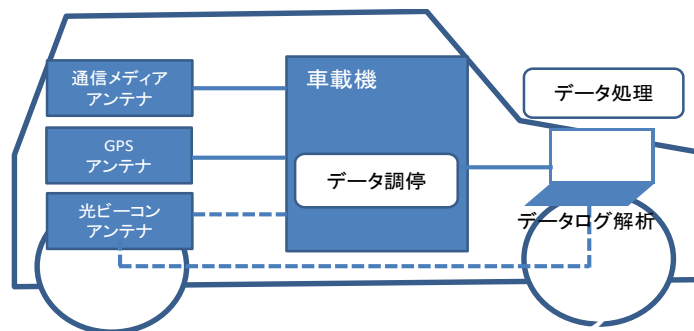 通信メディア
アンテナ
GPS
アンテナ
光ビーコン
アンテナ
車載機
データ調停
データ処理
データログ解析